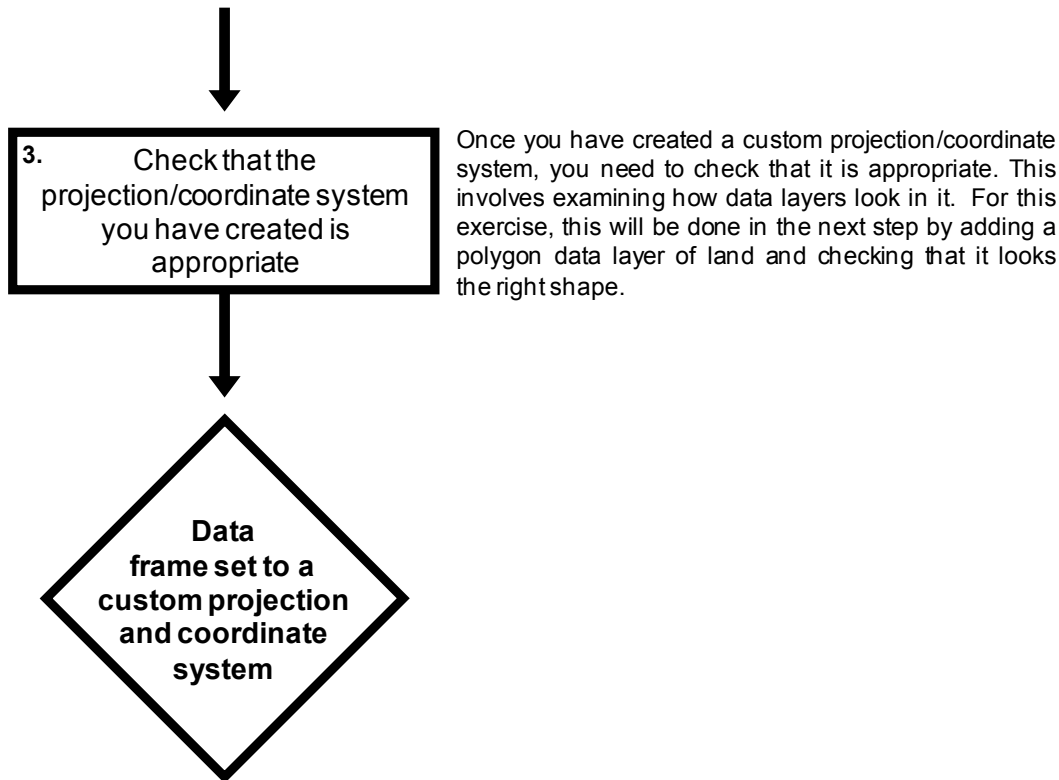 3.
Check that the
projection/coordinate system
you have created is
appropriate
Once you have created a custom projection/coordinate
system, you need to check that it is appropriate. This
involves examining how data layers look in it. For this
exercise, this will be done in the next step by adding a
polygon data layer of land and checking that it looks
the right shape.
Data
frame set to a
custom projection
and coordinate
system